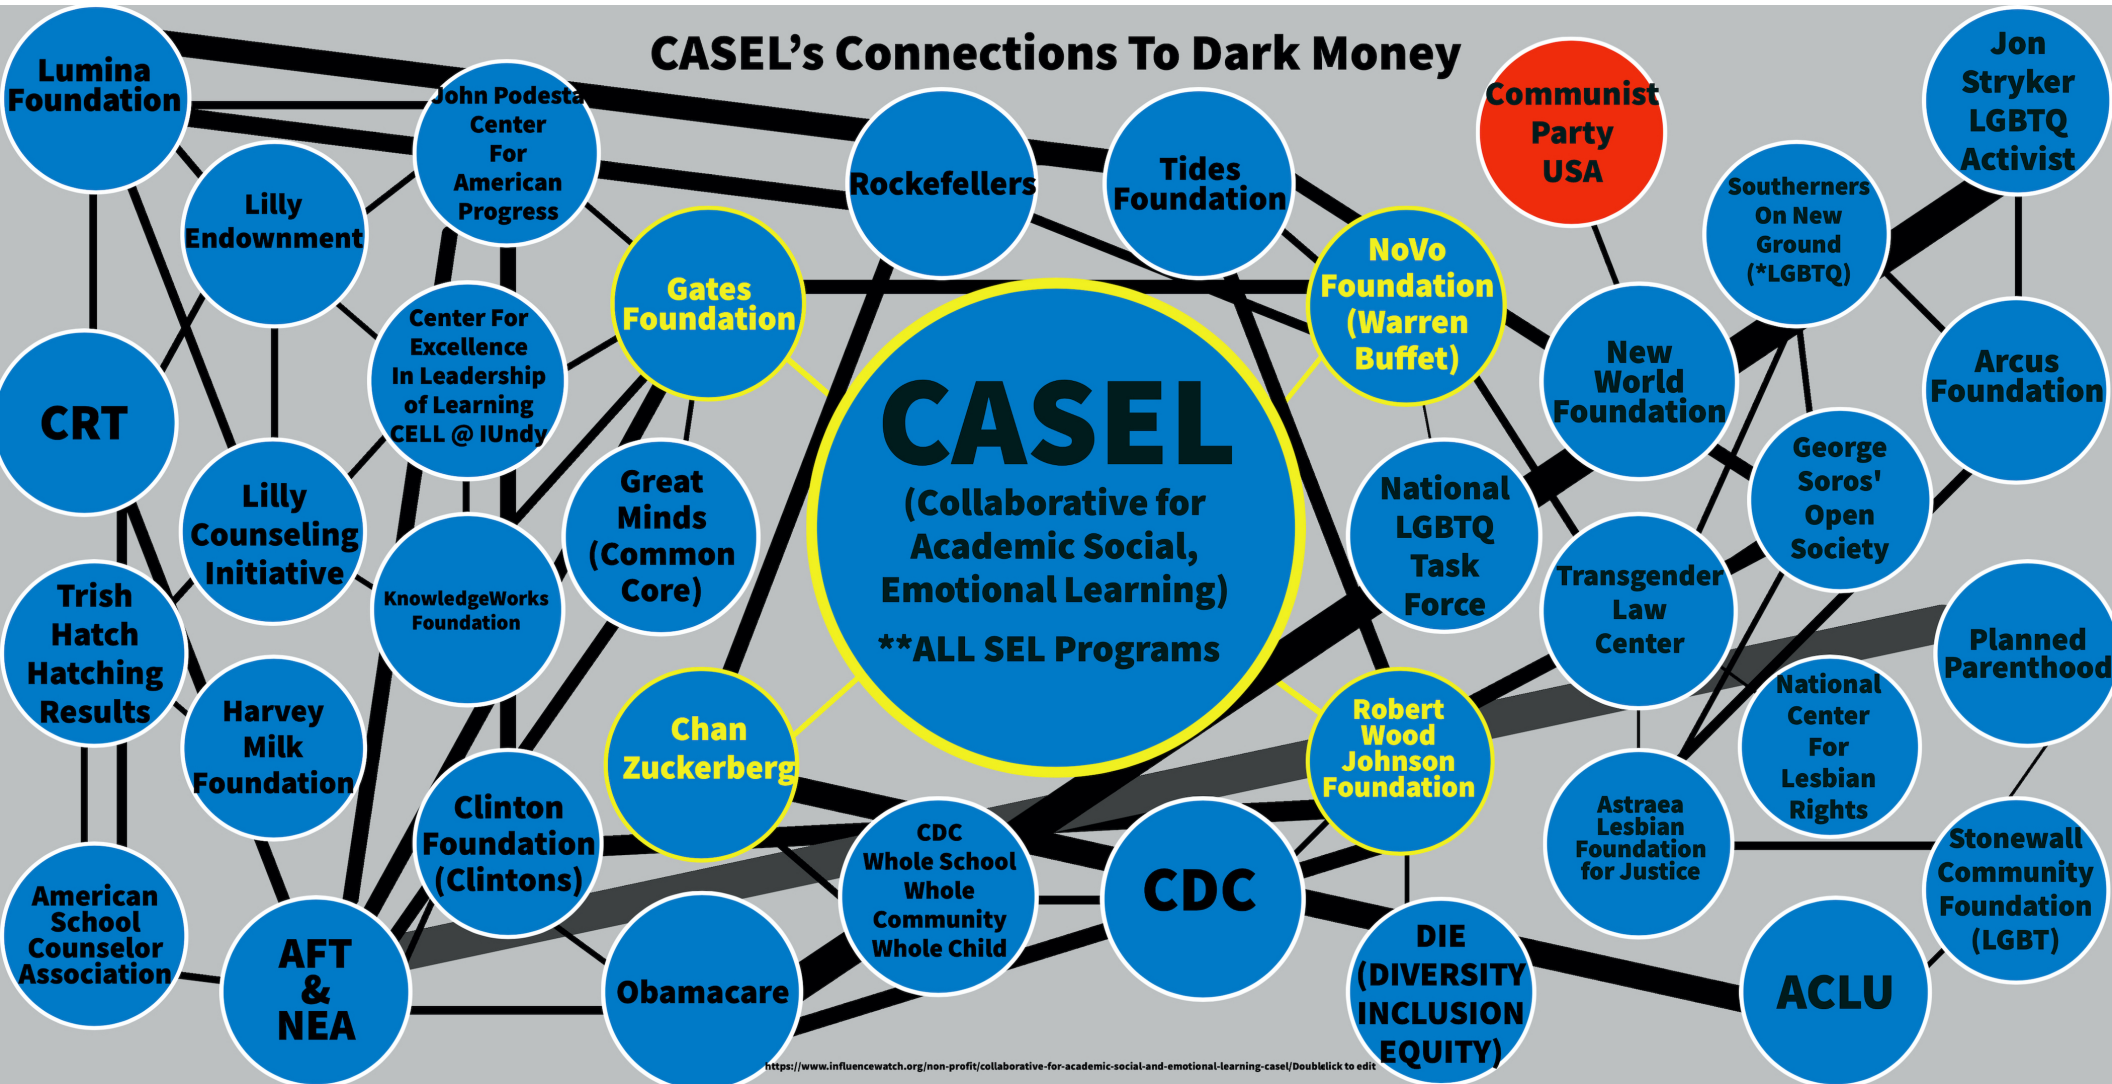 CASEL’s Connections To Dark Money
Lumina
Foundation
John Podesta
Center
For
American
Progress
Lilly
Endownment
Rockefellers
Tides
Foundation
Communist
Party
USA
Jon
Stryker
LGBTQ
Activist
Southerners
On New
Ground
(*LGBTQ)
Gates
Foundation
NoVo
Foundation
(Warren
Buffet)
New
World
Foundation
Arcus
Foundation
CRT
Center For
Excellence
In Leadership
of Learning
CELL @ IUndy
CASEL
(Collaborative for
Academic Social,
Emotional Learning)
**ALL SEL Programs
Lilly
Counseling
Initiative
Great
Minds
(Common
Core)
National
LGBTQ
Task
Force
George
Soros'
Open
Society
KnowledgeWorks
Foundation
Transgender
Law
Center
Trish
Hatch
Hatching
Results
Planned
Parenthood
Harvey
Milk
Foundation
Chan
Zuckerberg
Robert
Wood
Johnson
Foundation
National
Center
For
Lesbian
Rights
Clinton
Foundation
(Clintons)
CDC
Whole School
Whole
Community
Whole Child
CDC
Astraea
Lesbian
Foundation
for Justice
Stonewall
Community
Foundation
(LGBT)
American
School
Counselor
Association
AFT
&
NEA
Obamacare
DIE
(DIVERSITY
INCLUSION
EQUITY)
ACLU
https://www.influencewatch.org/non-profit/collaborative-for-academic-social-and-emotional-learning-casel/Doublelick to edit